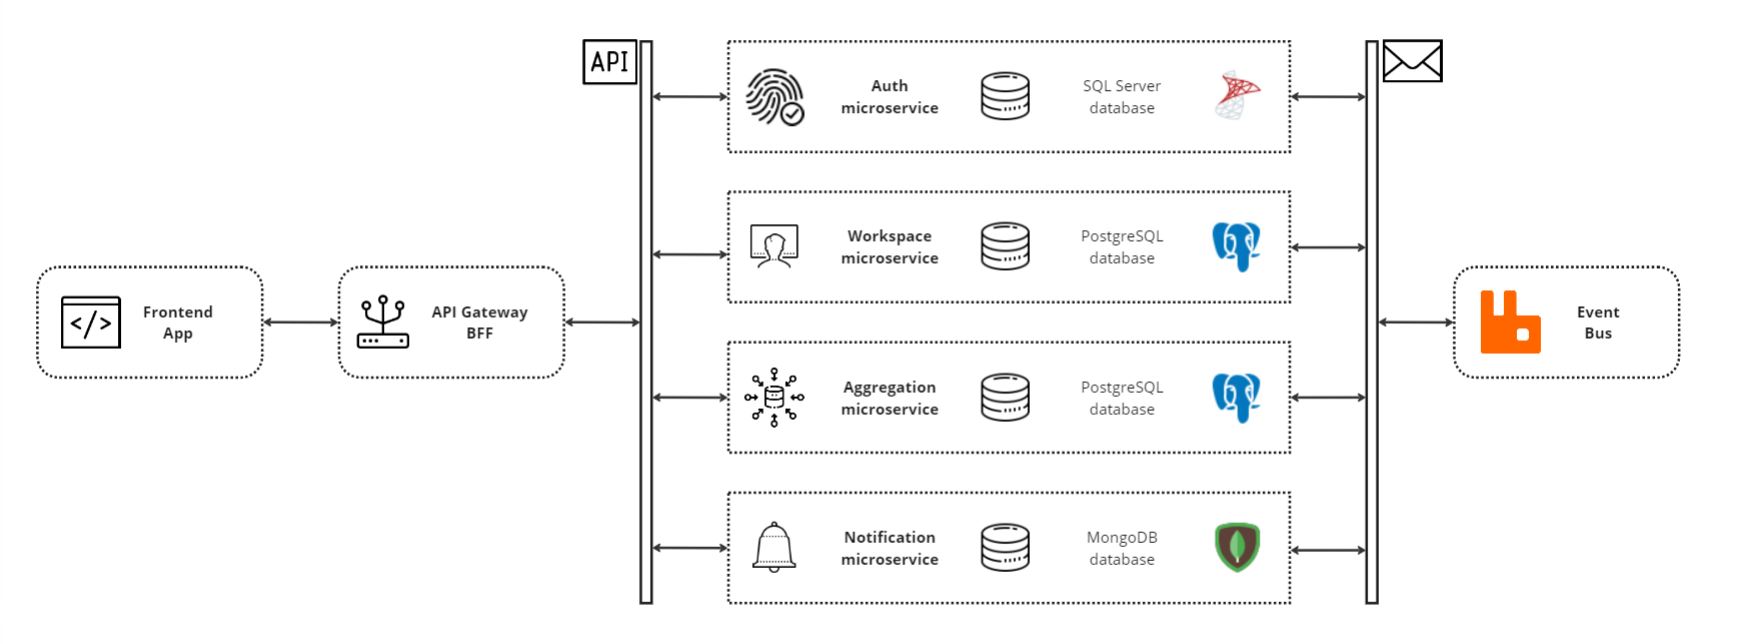 API
Auth
microservice
SQL Server
database
Workspace
microservice
PostgreSQL
database
Frontend
App
API Gateway
BFF
Event
Bus
Aggregation
microservice
PostgreSQL
database
Notification
microservice
MongoDB
database